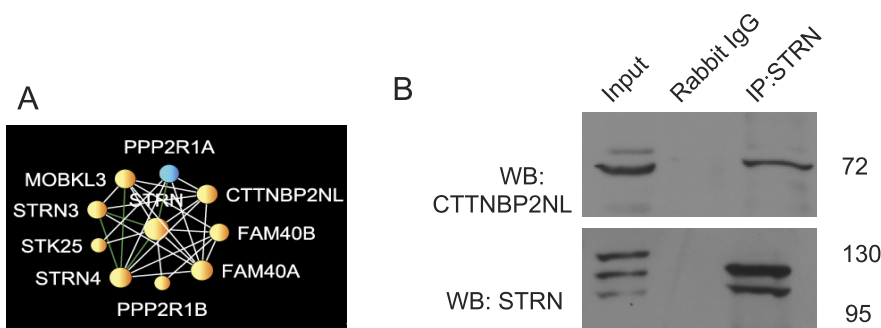 A
PPP2R1A
MOBKL3
CTTNBP2NL
STRN
STRN3
FAM40B
STK25
FAM40A
STRN4
PPP2R1B
B
Input
Rabbit IgG
IP:STRN
WB:
CTTNBP2NL
72
WB: STRN
130
95